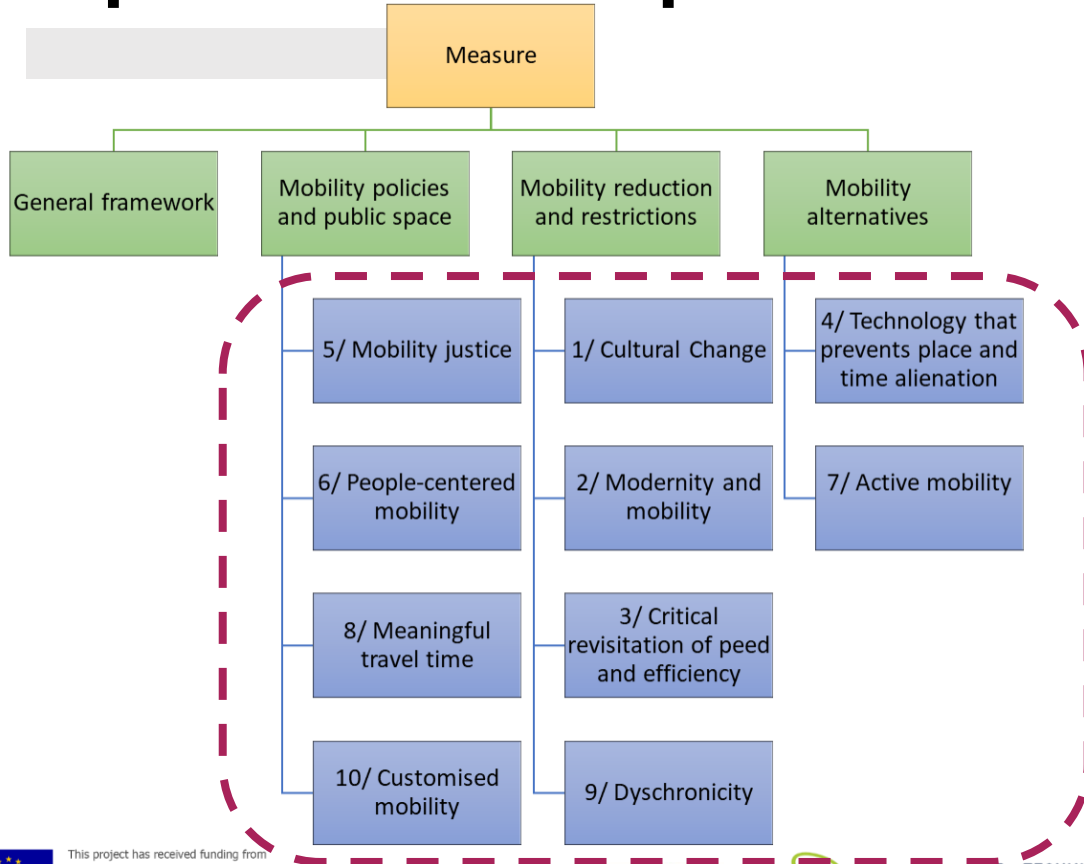 Measure
General framework
Mobility policies
and public space
Mobility reduction
and restrictions
Mobility
alternatives
5/ Mobility justice
1/ Cultural Change
4/ Technology that
prevents place and
time alienation
6/ People-centered
mobility
2/ Modernity and
mobility
7/ Active mobility
8/ Meaningful
travel time
3/ Critical
revisitation of peed
and efficiency
10/ Customised
mobility
9/ Dyschronicity
This project has received funding from